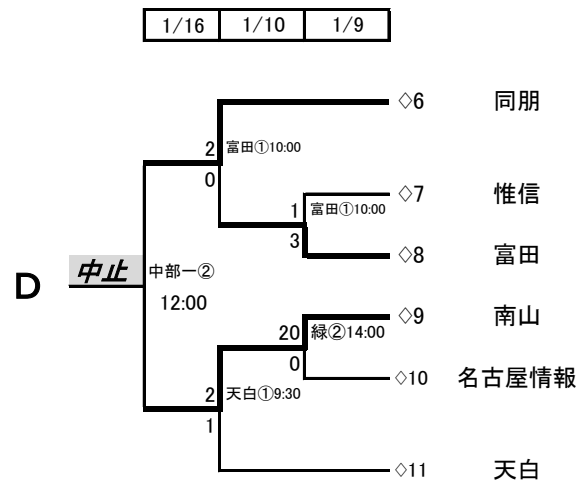 1/16 1/10 1/9
◇6 同朋
2 富田①10:00
0
◇7 惟信
1 富田①10:00
3
◇8 富田
D 中止 中部一②
12:00
◇9 南山
20 緑②14:00
0
◇10 名古屋情報
2 天白①9:30
1
◇11 天白